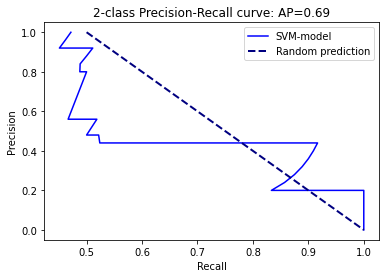 2-class Precision-Recall curve: AP=0.69
SVM-model
Random prediction
Precision
1.0
0.8
0.6
0.4
0.2
0.0
0.5
0.6
0.7
0.8
0.9
1.0
Recall